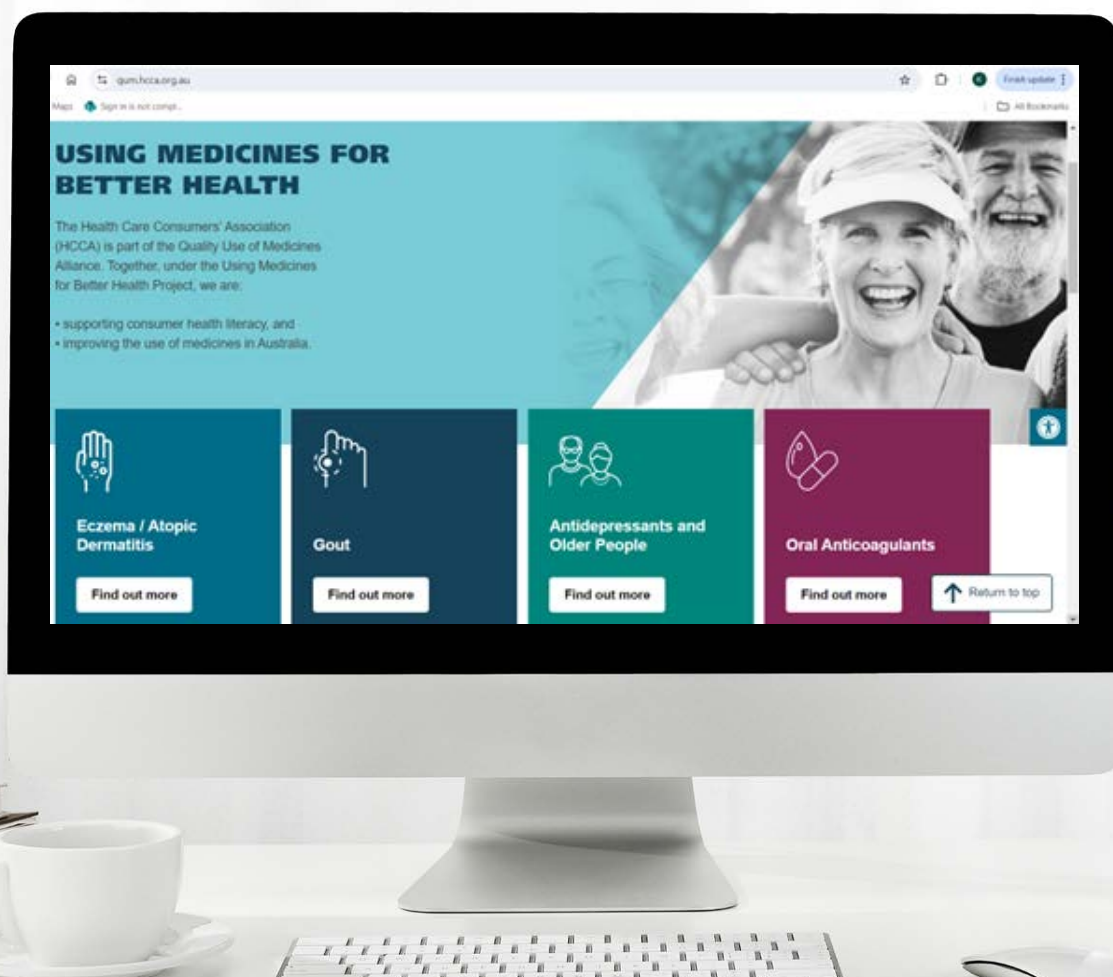 qum.hcca.org.au
Finish update
Maps
Sign in is not compl...
All Bookmarks
USING MEDICINES FOR
BETTER HEALTH
The Health Care Consumers' Association
(HCCA) is part of the Quality Use of Medicines
Alliance. Together, under the Using Medicines
for Better Health Project, we are:
• supporting consumer health literacy, and
• improving the use of medicines in Australia.
Eczema / Atopic
Dermatitis
Gout
Antidepressants and
Older People
Oral Anticoagulants
Find out more
Find out more
Find out more
Find out more
Return to top